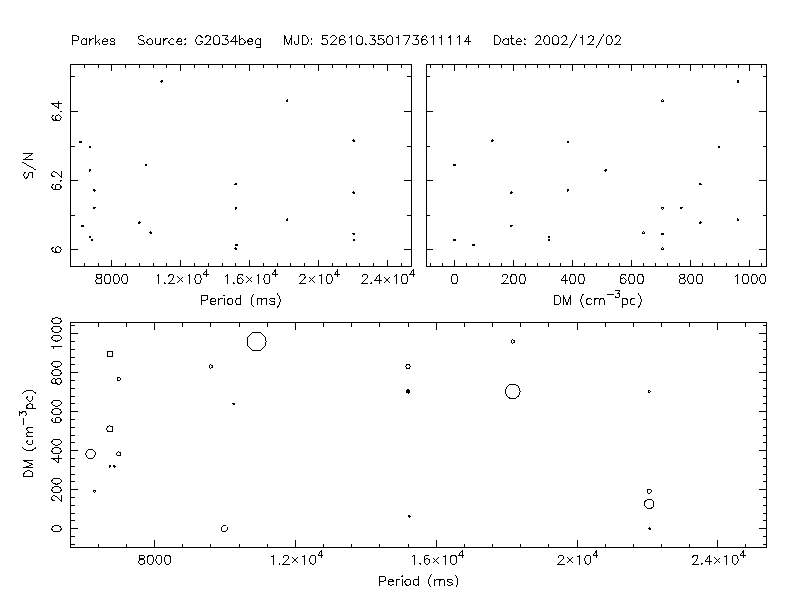 Parkes Source: G2034beg MJD: 52610.350173611114 Date: 2002/12/02
S/N
6.4
6.2
6
8000 1.2×10⁴ 1.6×10⁴ 2×10⁴ 2.4×10⁴
Period (ms)
0 200 400 600 800 1000
DM (cm⁻³pc)
DM (cm⁻³pc)
1000
800
600
400
200
0
8000 1.2×10⁴ 1.6×10⁴ 2×10⁴ 2.4×10⁴
Period (ms)